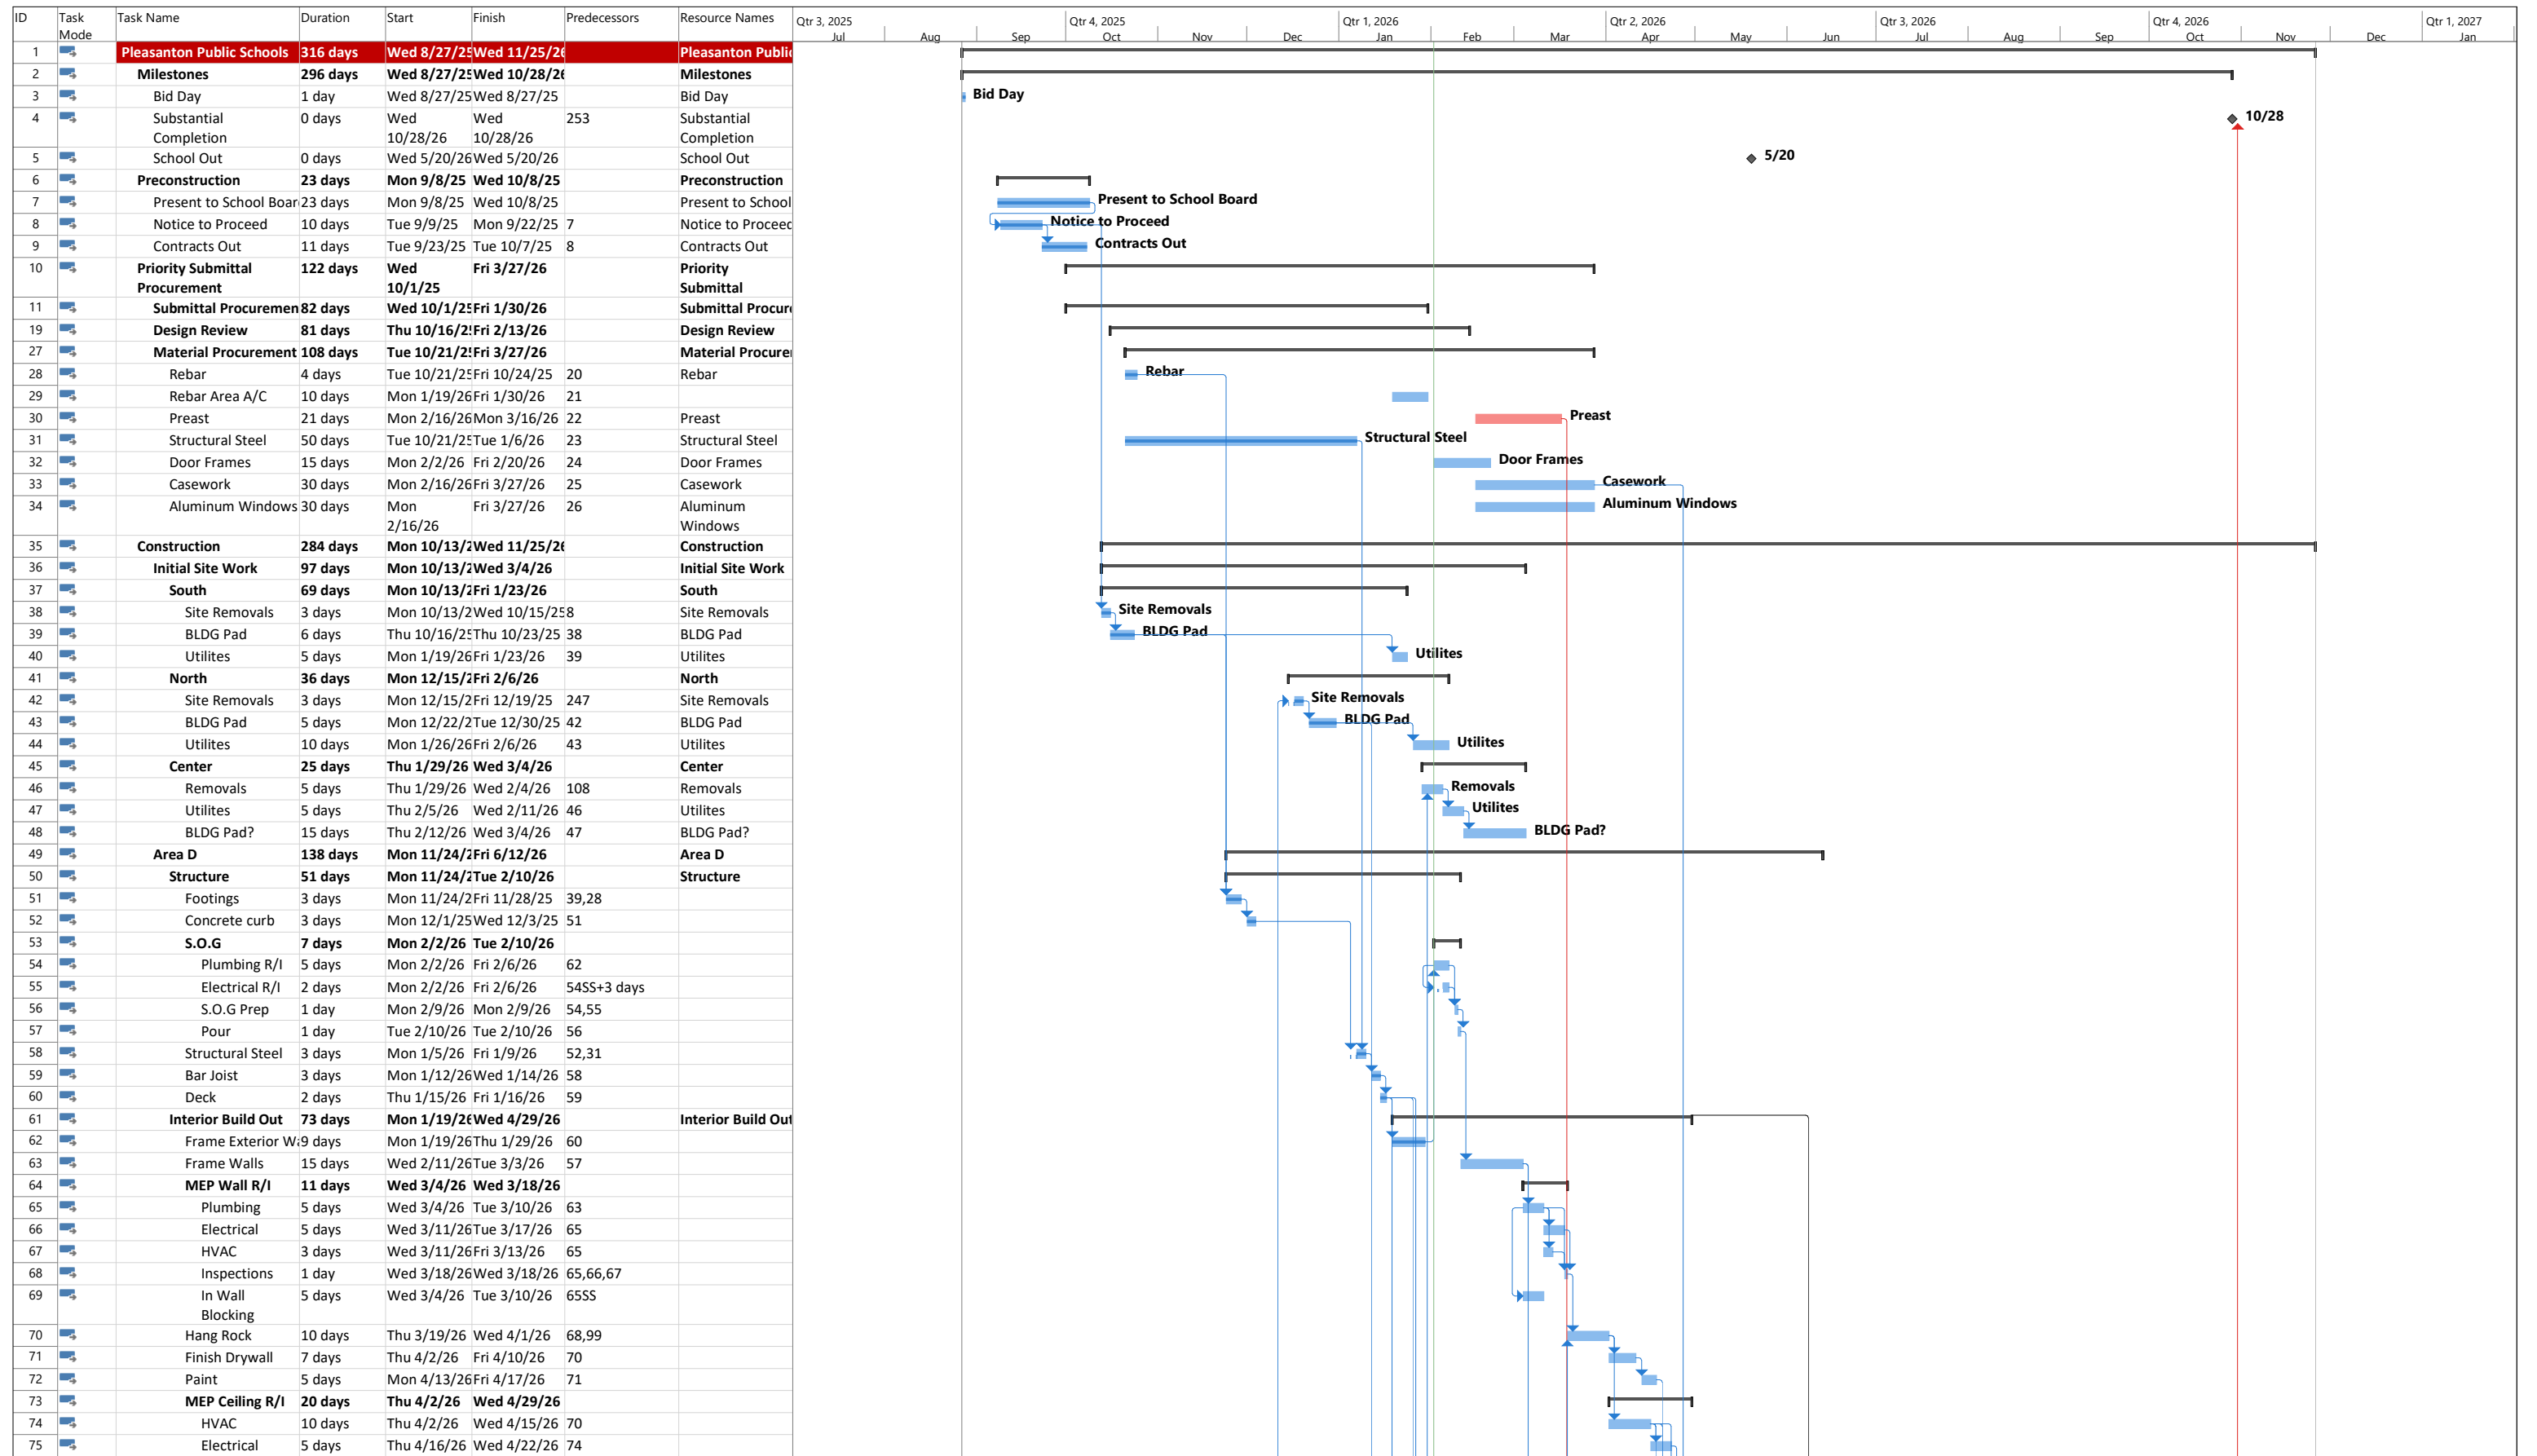 ID Task Mode Task Name Duration Start Finish Predecessors Resource Names
Qtr 3, 2025 Qtr 4, 2025 Qtr 1, 2026 Qtr 2, 2026 Qtr 3, 2026 Qtr 4, 2026 Qtr 1, 2027
Jul Aug Sep Oct Nov Dec Jan Feb Mar Apr May Jun Jul Aug Sep Oct Nov Dec Jan
1 Pleasanton Public Schools 316 days Wed 8/27/25 Wed 11/25/26 Pleasanton Public
2 Milestones 296 days Wed 8/27/25 Wed 10/28/26 Milestones
3 Bid Day 1 day Wed 8/27/25 Wed 8/27/25 Bid Day Bid Day
4 Substantial Completion 0 days Wed 10/28/26 Wed 10/28/26 253 Substantial Completion 10/28
5 School Out 0 days Wed 5/20/26 Wed 5/20/26 School Out 5/20
6 Preconstruction 23 days Mon 9/8/25 Wed 10/8/25 Preconstruction
7 Present to School Boar 23 days Mon 9/8/25 Wed 10/8/25 Present to School Present to School Board
8 Notice to Proceed 10 days Tue 9/9/25 Mon 9/22/25 7 Notice to Proceed Notice to Proceed
9 Contracts Out 11 days Tue 9/23/25 Tue 10/7/25 8 Contracts Out Contracts Out
10 Priority Submittal Procurement 122 days Wed 10/1/25 Fri 3/27/26 Priority Submittal
11 Submittal Procuremen 82 days Wed 10/1/25 Fri 1/30/26 Submittal Procure
19 Design Review 81 days Thu 10/16/25 Fri 2/13/26 Design Review
27 Material Procurement 108 days Tue 10/21/25 Fri 3/27/26 Material Procure
28 Rebar 4 days Tue 10/21/25 Fri 10/24/25 20 Rebar Rebar
29 Rebar Area A/C 10 days Mon 1/19/26 Fri 1/30/26 21
30 Preast 21 days Mon 2/16/26 Mon 3/16/26 22 Preast Preast
31 Structural Steel 50 days Tue 10/21/25 Tue 1/6/26 23 Structural Steel Structural Steel
32 Door Frames 15 days Mon 2/2/26 Fri 2/20/26 24 Door Frames Door Frames
33 Casework 30 days Mon 2/16/26 Fri 3/27/26 25 Casework Casework
34 Aluminum Windows 30 days Mon 2/16/26 Fri 3/27/26 26 Aluminum Windows Aluminum Windows
35 Construction 284 days Mon 10/13/2 Wed 11/25/26 Construction
36 Initial Site Work 97 days Mon 10/13/2 Wed 3/4/26 Initial Site Work
37 South 69 days Mon 10/13/2 Fri 1/23/26 South
38 Site Removals 3 days Mon 10/13/2 Wed 10/15/25 8 Site Removals Site Removals
39 BLDG Pad 6 days Thu 10/16/25 Thu 10/23/25 38 BLDG Pad BLDG Pad
40 Utilites 5 days Mon 1/19/26 Fri 1/23/26 39 Utilites Utilites
41 North 36 days Mon 12/15/2 Fri 2/6/26 North
42 Site Removals 3 days Mon 12/15/2 Fri 12/19/25 247 Site Removals Site Removals
43 BLDG Pad 5 days Mon 12/22/2 Tue 12/30/25 42 BLDG Pad BLDG Pad
44 Utilites 10 days Mon 1/26/26 Fri 2/6/26 43 Utilites Utilites
45 Center 25 days Thu 1/29/26 Wed 3/4/26 Center
46 Removals 5 days Thu 1/29/26 Wed 2/4/26 108 Removals Removals
47 Utilites 5 days Thu 2/5/26 Wed 2/11/26 46 Utilites Utilites
48 BLDG Pad? 15 days Thu 2/12/26 Wed 3/4/26 47 BLDG Pad? BLDG Pad?
49 Area D 138 days Mon 11/24/2 Fri 6/12/26 Area D
50 Structure 51 days Mon 11/24/2 Tue 2/10/26 Structure
51 Footings 3 days Mon 11/24/2 Fri 11/28/25 39,28
52 Concrete curb 3 days Mon 12/1/25 Wed 12/3/25 51
53 S.O.G 7 days Mon 2/2/26 Tue 2/10/26
54 Plumbing R/I 5 days Mon 2/2/26 Fri 2/6/26 62
55 Electrical R/I 2 days Mon 2/2/26 Fri 2/6/26 54SS+3 days
56 S.O.G Prep 1 day Mon 2/9/26 Mon 2/9/26 54,55
57 Pour 1 day Tue 2/10/26 Tue 2/10/26 56
58 Structural Steel 3 days Mon 1/5/26 Fri 1/9/26 52,31
59 Bar Joist 3 days Mon 1/12/26 Wed 1/14/26 58
60 Deck 2 days Thu 1/15/26 Fri 1/16/26 59
61 Interior Build Out 73 days Mon 1/19/26 Wed 4/29/26 Interior Build Out
62 Frame Exterior Wa 9 days Mon 1/19/26 Thu 1/29/26 60
63 Frame Walls 15 days Wed 2/11/26 Tue 3/3/26 57
64 MEP Wall R/I 11 days Wed 3/4/26 Wed 3/18/26
65 Plumbing 5 days Wed 3/4/26 Tue 3/10/26 63
66 Electrical 5 days Wed 3/11/26 Tue 3/17/26 65
67 HVAC 3 days Wed 3/11/26 Fri 3/13/26 65
68 Inspections 1 day Wed 3/18/26 Wed 3/18/26 65,66,67
69 In Wall Blocking 5 days Wed 3/4/26 Tue 3/10/26 65SS
70 Hang Rock 10 days Thu 3/19/26 Wed 4/1/26 68,99
71 Finish Drywall 7 days Thu 4/2/26 Fri 4/10/26 70
72 Paint 5 days Mon 4/13/26 Fri 4/17/26 71
73 MEP Ceiling R/I 20 days Thu 4/2/26 Wed 4/29/26
74 HVAC 10 days Thu 4/2/26 Wed 4/15/26 70
75 Electrical 5 days Thu 4/16/26 Wed 4/22/26 74